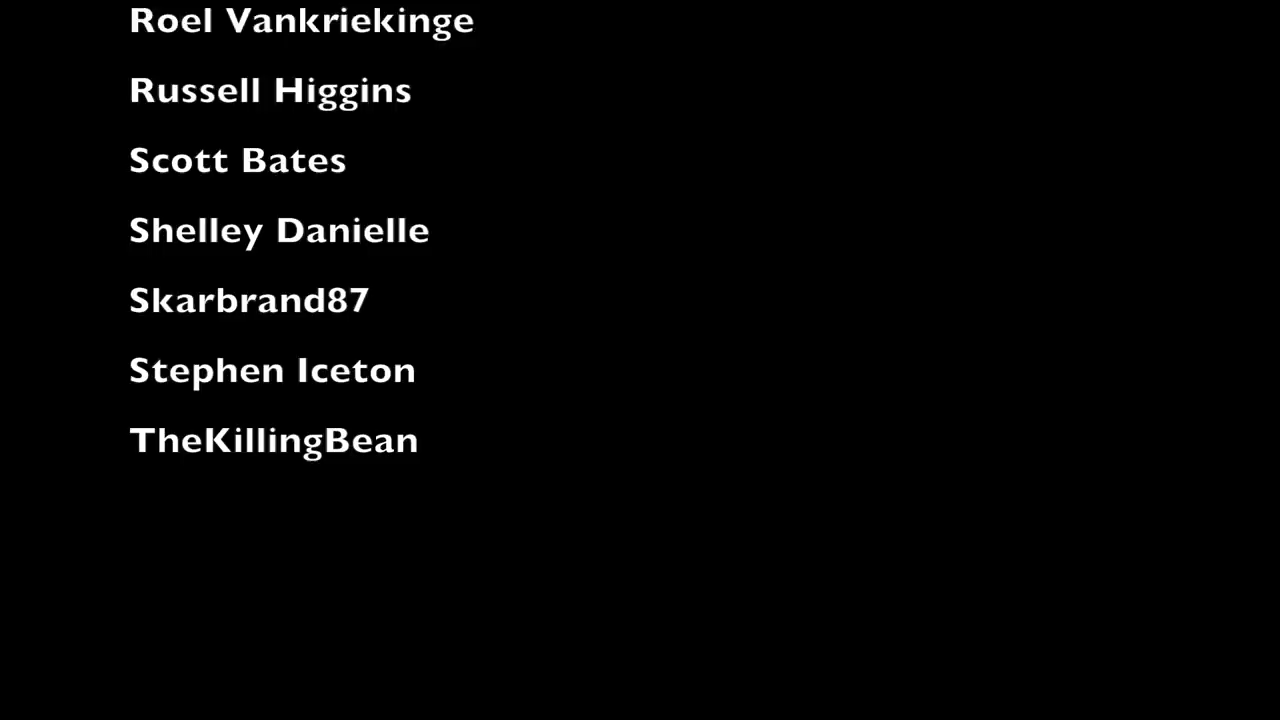 Roel Vankriekinge
Russell Higgins
Scott Bates
Shelley Danielle
Skarbrand87
Stephen Iceton
TheKillingBean